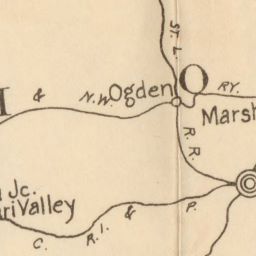 ST. L.
& N.W.
Ogden
O
RY.
I
Marsh
R. R.
Jc.
ri Valley
& P.
C. R.I.